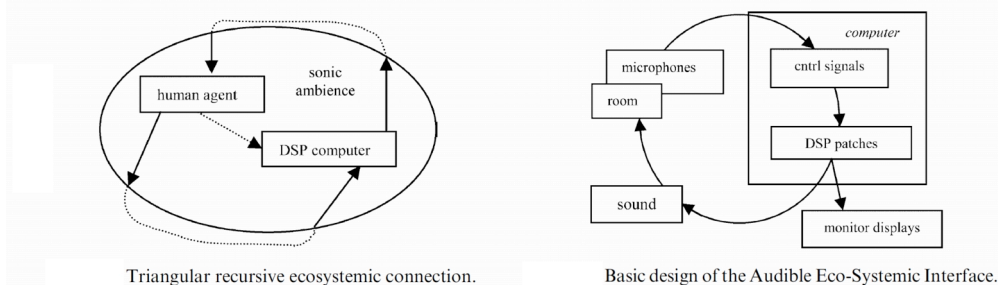 sonic
ambience
human agent
DSP computer
Triangular recursive ecosystemic connection.
computer
microphones
cntrl signals
room
DSP patches
sound
monitor displays
Basic design of the Audible Eco-Systemic Interface.